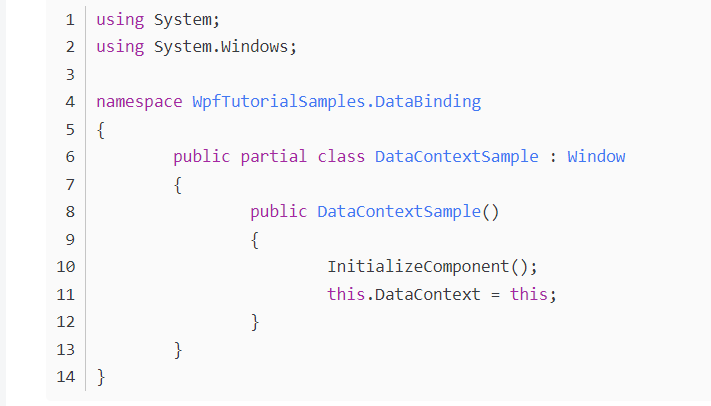 1 using System;
2 using System.Windows;
3
4 namespace WpfTutorialSamples.DataBinding
5 {
6         public partial class DataContextSample : Window
7         {
8                 public DataContextSample()
9                 {
10                         InitializeComponent();
11                         this.DataContext = this;
12                 }
13         }
14 }